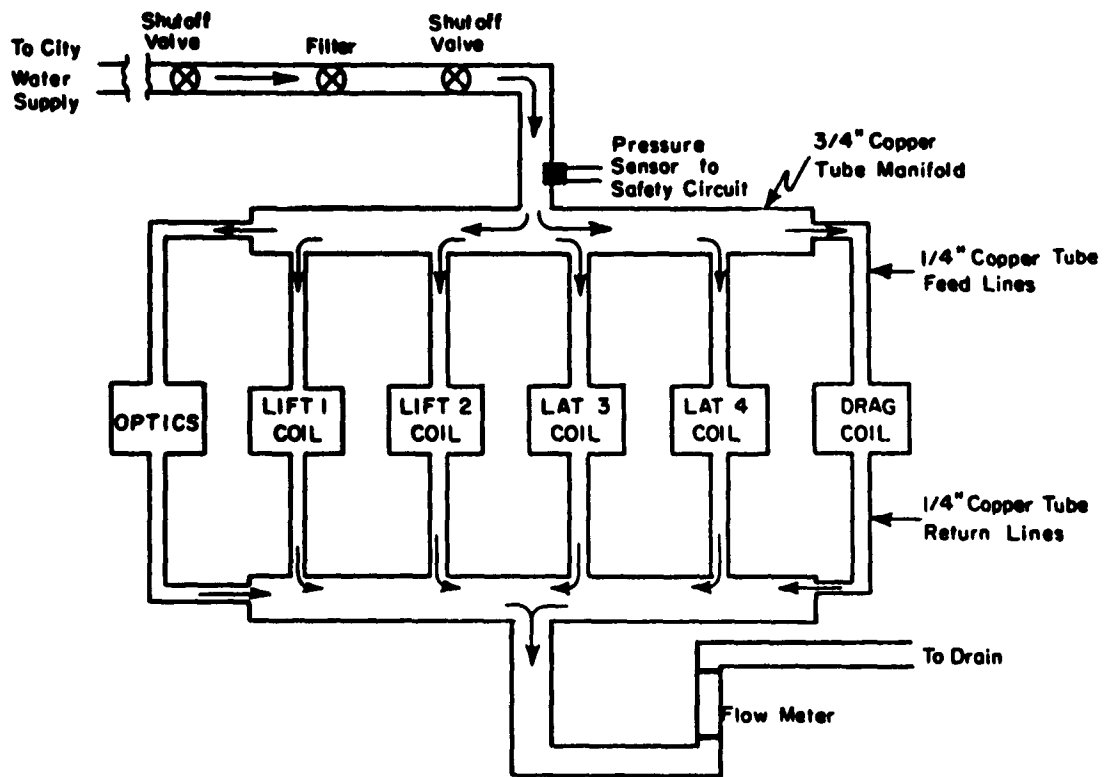 Shutoff
Valve
Shutoff
Valve
To City
Water
Supply
Filter
Pressure
Sensor to
Safety Circuit
3/4" Copper
Tube Manifold
1/4" Copper Tube
Feed Lines
OPTICS
LIFT 1
COIL
LIFT 2
COIL
LAT 3
COIL
LAT 4
COIL
DRAG
COIL
1/4" Copper Tube
Return Lines
To Drain
Flow Meter